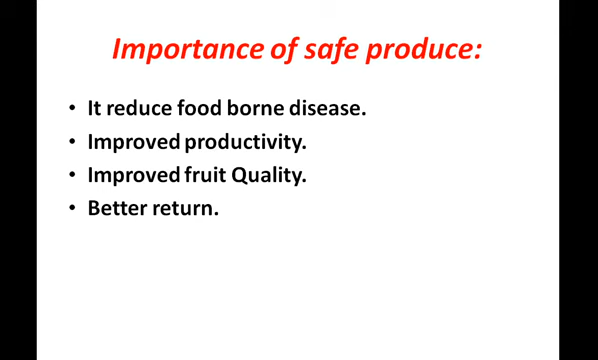 Importance of safe produce:
• It reduce food borne disease.
• Improved productivity.
• Improved fruit Quality.
• Better return.